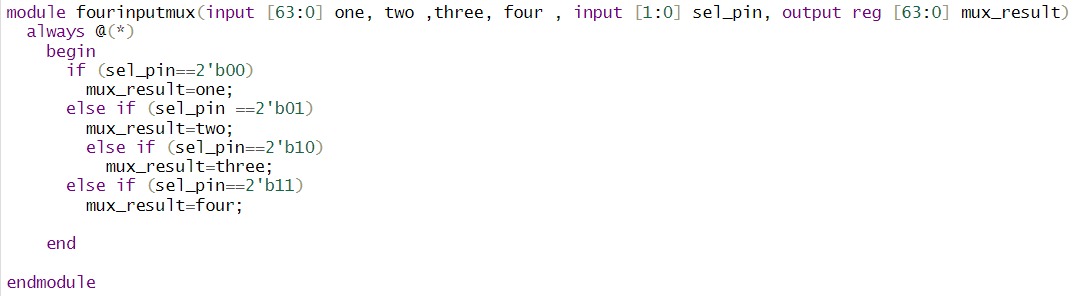 module fourinputmux(input [63:0] one, two ,three, four , input [1:0] sel_pin, output reg [63:0] mux_result)
always @(*)
begin
if (sel_pin==2'b00)
mux_result=one;
else if (sel_pin ==2'b01)
mux_result=two;
else if (sel_pin==2'b10)
mux_result=three;
else if (sel_pin==2'b11)
mux_result=four;
end
endmodule